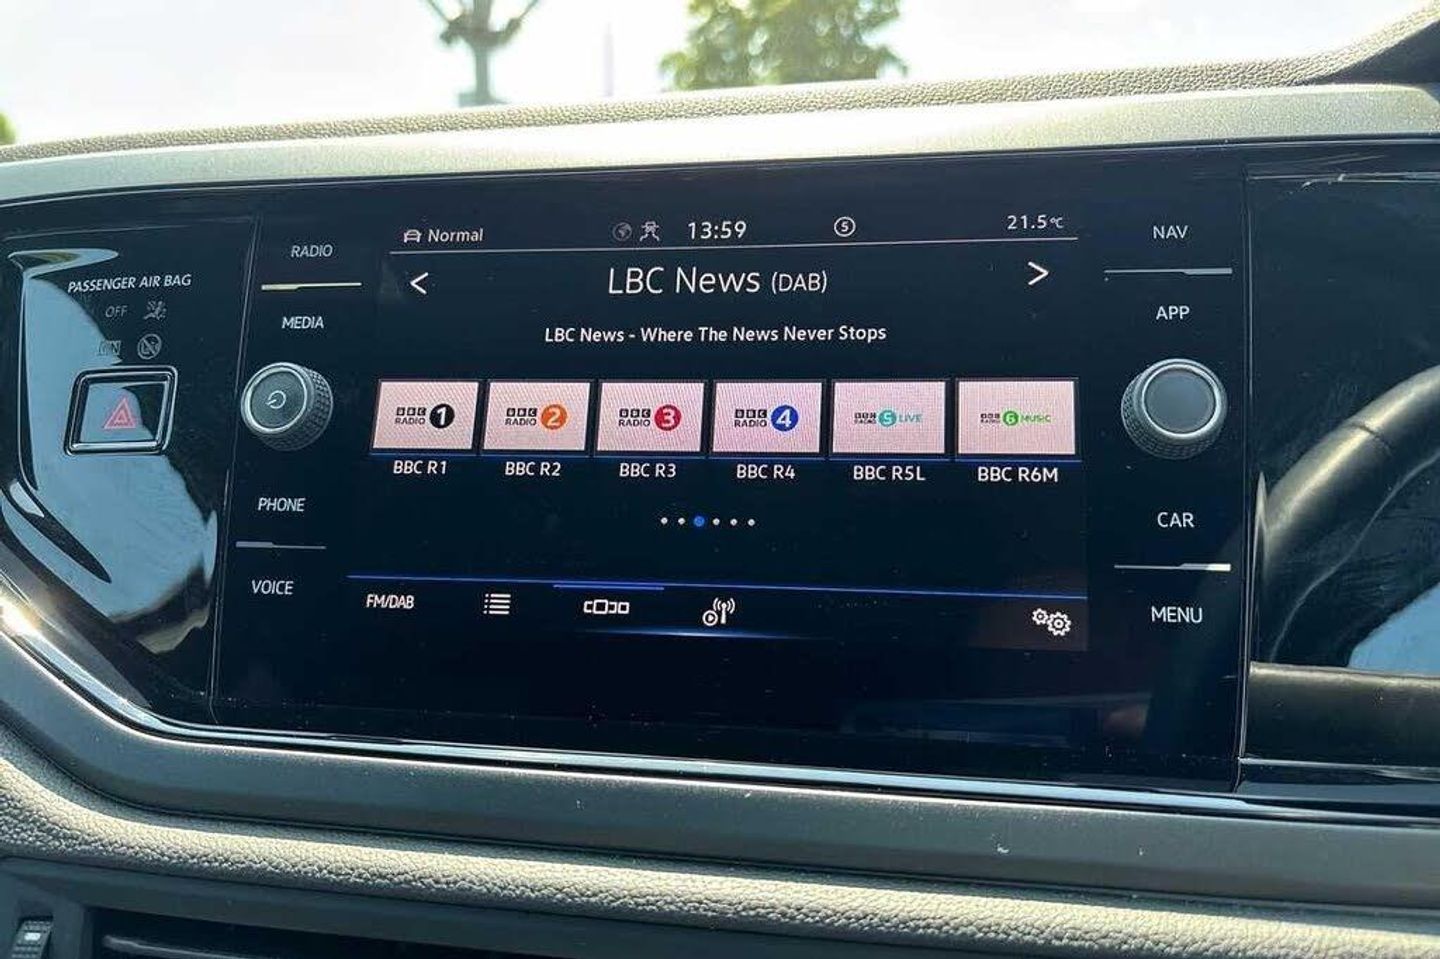 PASSENGER AIR BAG
OFF
RADIO
MEDIA
PHONE
VOICE
Normal
13:59
5
21.5°C
< LBC News (DAB) >
LBC News - Where The News Never Stops
BBC RADIO 1
BBC RADIO 2
BBC RADIO 3
BBC RADIO 4
BBC RADIO 5 LIVE
BBC RADIO 6 MUSIC
BBC R1
BBC R2
BBC R3
BBC R4
BBC R5L
BBC R6M
FM/DAB
NAV
APP
CAR
MENU